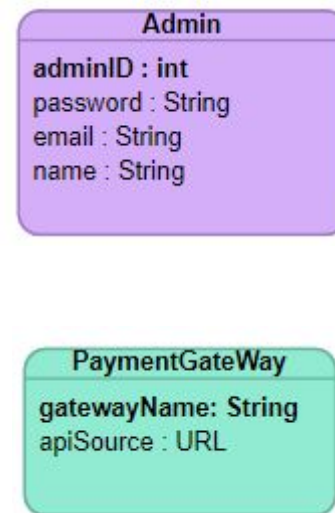 Admin
adminID : int
password : String
email : String
name : String
PaymentGateWay
gatewayName: String
apiSource : URL